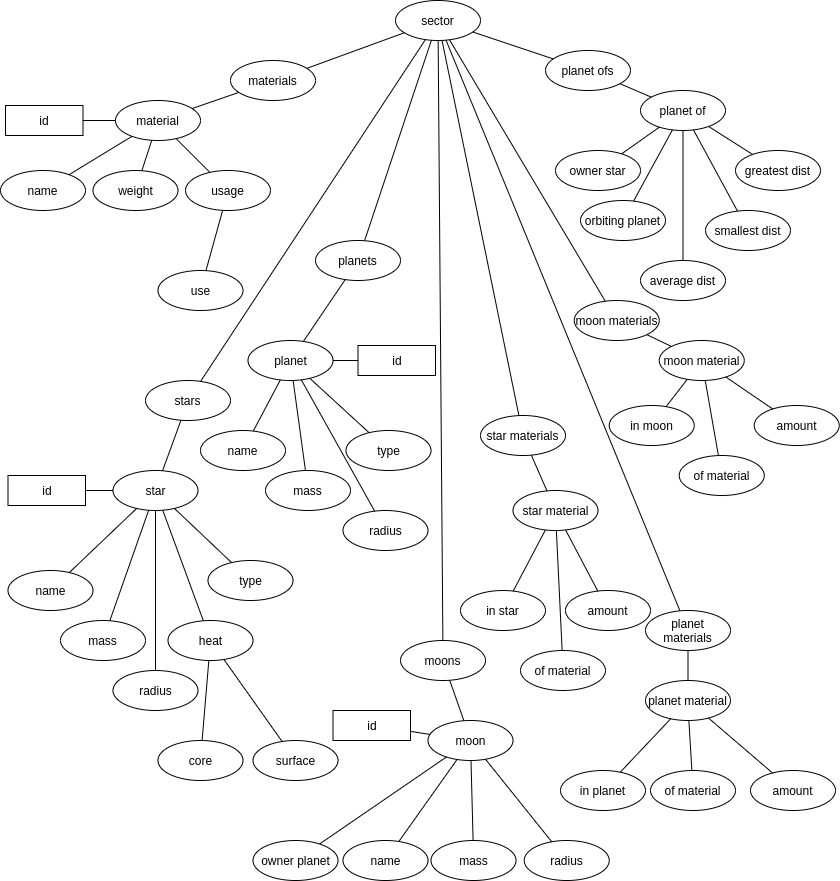 sector
materials
planet ofs
id
material
planet of
name
weight
usage
owner star
greatest dist
orbiting planet
smallest dist
use
planets
average dist
moon materials
planet
id
moon material
stars
name
type
star materials
in moon
amount
id
star
mass
of material
radius
star material
name
type
in star
amount
mass
heat
moons
of material
planet
materials
radius
id
moon
planet material
core
surface
in planet
of material
amount
owner planet
name
mass
radius